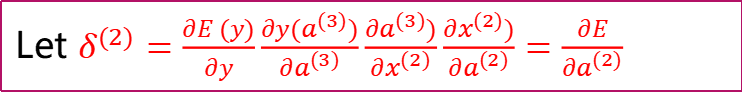 Let δ⁽²⁾ = ∂E (y)/∂y ∂y(a⁽³⁾)/∂a⁽³⁾ ∂a⁽³⁾)/∂x⁽²⁾ ∂x⁽²⁾)/∂a⁽²⁾ = ∂E/∂a⁽²⁾